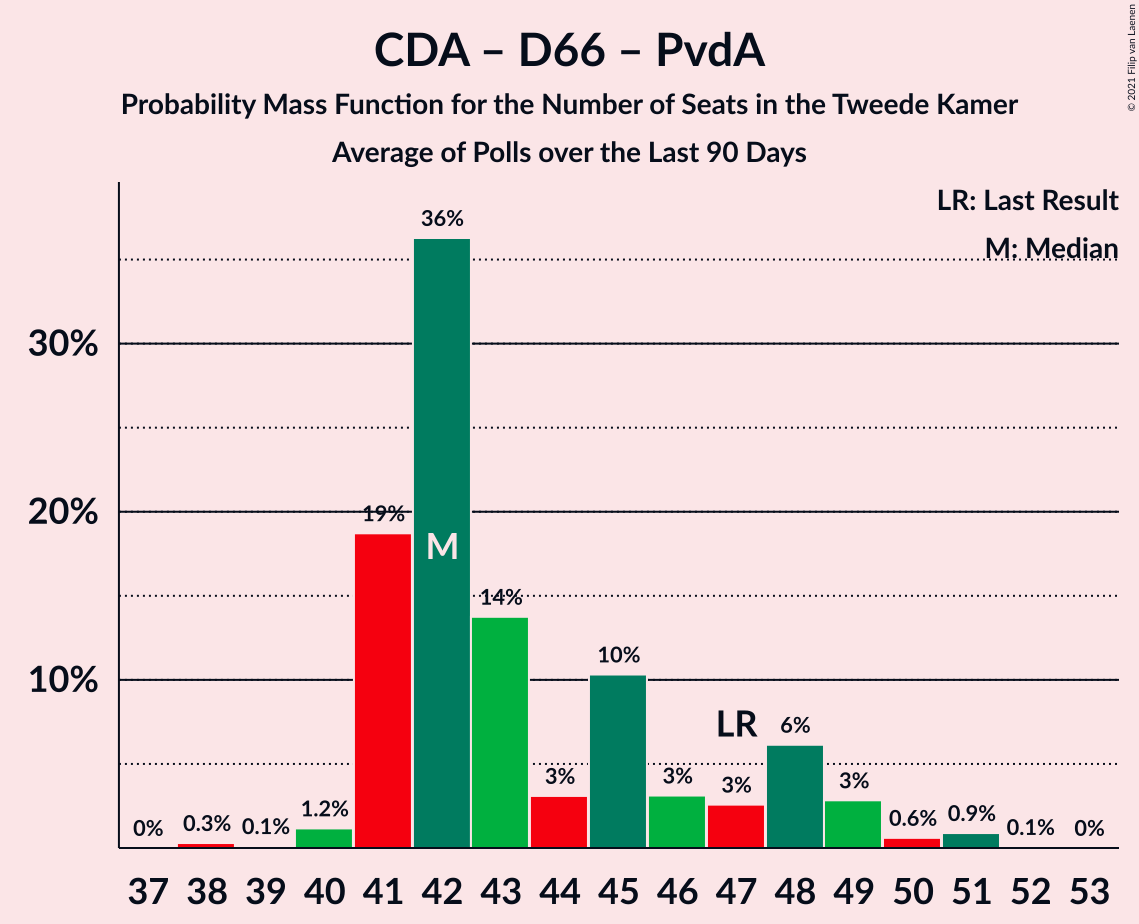 CDA – D66 – PvdA
Probability Mass Function for the Number of Seats in the Tweede Kamer
Average of Polls over the Last 90 Days
© 2021 Filip van Laenen
LR: Last Result
M: Median
30%
20%
10%
0%
0.3%
0.1%
1.2%
19%
36%
M
14%
3%
10%
3%
LR
3%
6%
3%
0.6%
0.9%
0.1%
0%
37 38 39 40 41 42 43 44 45 46 47 48 49 50 51 52 53